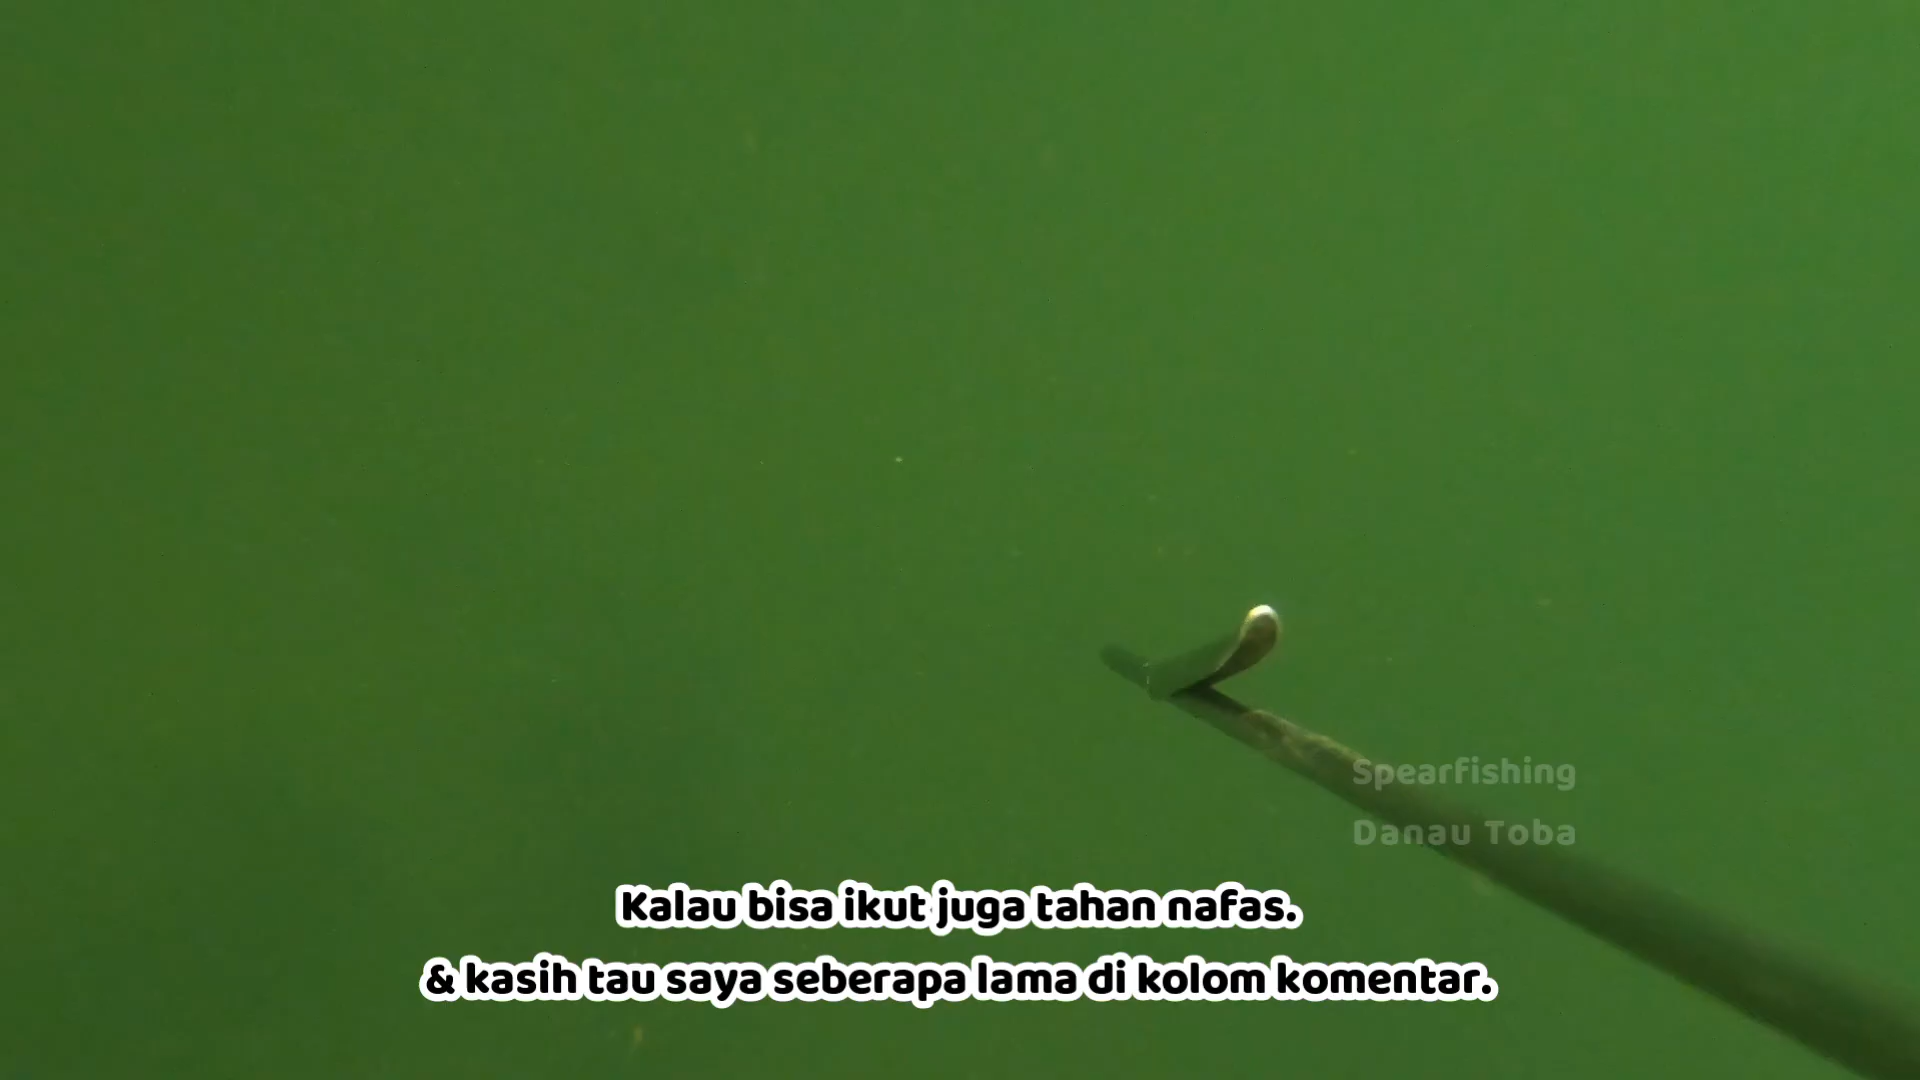 Spearfishing
Danau Toba
Kalau bisa ikut juga tahan nafas.
& kasih tau saya seberapa lama di kolom komentar.